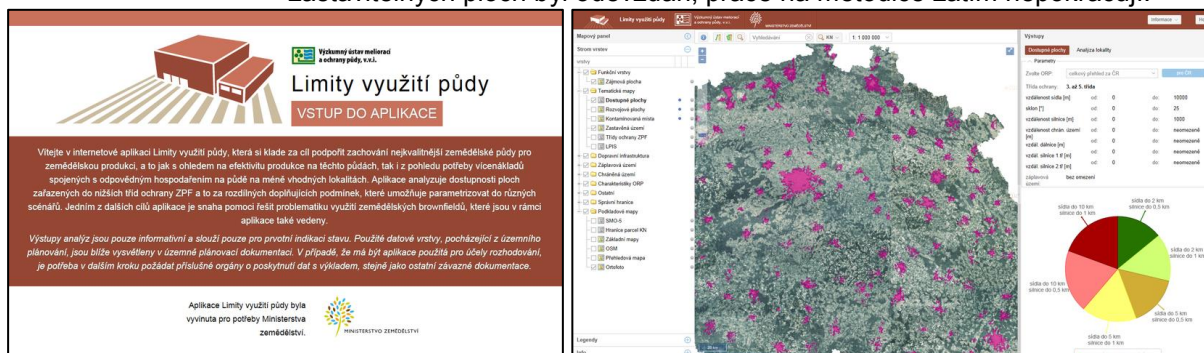 Výzkumný ústav meliorací
a ochrany půdy, v.v.i.
Limity využití půdy
VSTUP DO APLIKACE
Vítejte v internetové aplikaci Limity využití půdy, která si klade za cíl podpořit zachování nejkvalitnější zemědělské půdy pro
zemědělskou produkci, a to jak s ohledem na efektivitu produkce na těchto půdách, tak i z pohledu potřeby vícenákladů
spojených s odpovědným hospodařením na půdě na méně vhodných lokalitách. Aplikace analyzuje dostupnosti ploch
zařazených do nižších tříd ochrany ZPF a to za rozdílných doplňujících podmínek, které umožňuje parametrizovat do různých
scénářů. Jedním z dalších cílů aplikace je snaha pomoci řešit problematiku využití zemědělských brownfieldů, které jsou v rámci
aplikace také vedeny.
Výstupy analýz jsou pouze informativní a slouží pouze pro prvotní indikaci stavu. Použité datové vrstvy, pocházející z územního
plánování, jsou blíže vysvětleny v územně plánovací dokumentaci. V případě, že má být aplikace použitá pro účely rozhodování,
je potřeba v dalším kroku požádat příslušné orgány o poskytnutí dat s výkladem, stejně jako ostatní závazné dokumentace.
Aplikace Limity využití půdy byla
vyvinuta pro potřeby Ministerstva
zemědělství.
MINISTERSTVO ZEMĚDĚLSTVÍ
Limity využití půdy
Výzkumný ústav meliorací
a ochrany půdy, v.v.i.
MINISTERSTVO ZEMĚDĚLSTVÍ
Informace
Mapový panel
Vyhledávání
KN
1: 1 000 000
Strom vrstev
vrstvy
Funkční vrstvy
Zájmová plocha
Tematické mapy
Dostupné plochy
Rozvojové plochy
Kontaminovaná místa
Zastavěná území
Třídy ochrany ZPF
LPIS
Dopravní infrastruktura
Záplavová území
Chráněná území
Charakteristiky ORP
Ostatní
Správní hranice
Podkladové mapy
SMO-5
Hranice parcel KN
Základní mapy
OSM
Přehledová mapa
Ortofoto
Legendy
Info
Výstupy
Dostupné plochy Analýza lokality
Parametry
Zvolte ORP: celkový přehled za ČR pro ČR
Třída ochrany: 3. až 5. třída
vzdálenost sídla [m] od: 0 do: 10000
sklon [°] od: 0 do: 25
vzdálenost silnice [m] od: 0 do: 1000
vzdálenost chrán. území [m] od: 0 do: neomezeně
vzdál. dálnice [m] od: 0 do: neomezeně
vzdál. silnice 1 tř [m] od: 0 do: neomezeně
vzdál. silnice 2 tř [m] od: 0 do: neomezeně
záplavová území bez omezení
sídla do 10 km
silnice do 1 km
sídla do 2 km
silnice do 0,5 km
sídla do 2 km
silnice do 1 km
sídla do 10 km
silnice do 0,5 km
sídla do 5 km
silnice do 0,5 km
sídla do 5 km
silnice do 1 km